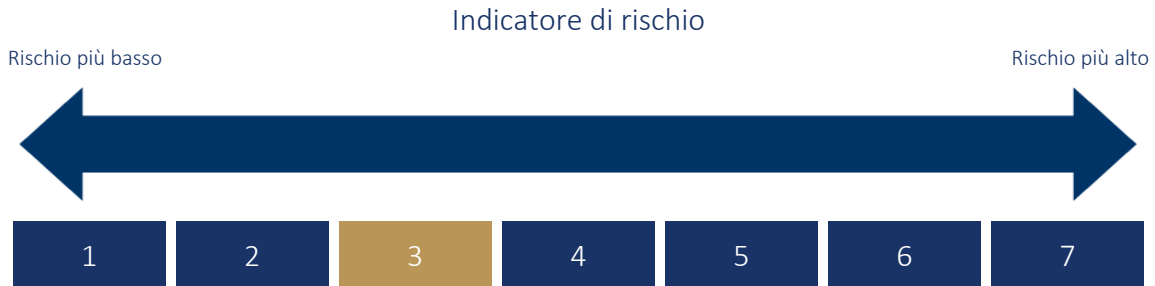 Indicatore di rischio
Rischio più basso Rischio più alto
1 2 3 4 5 6 7